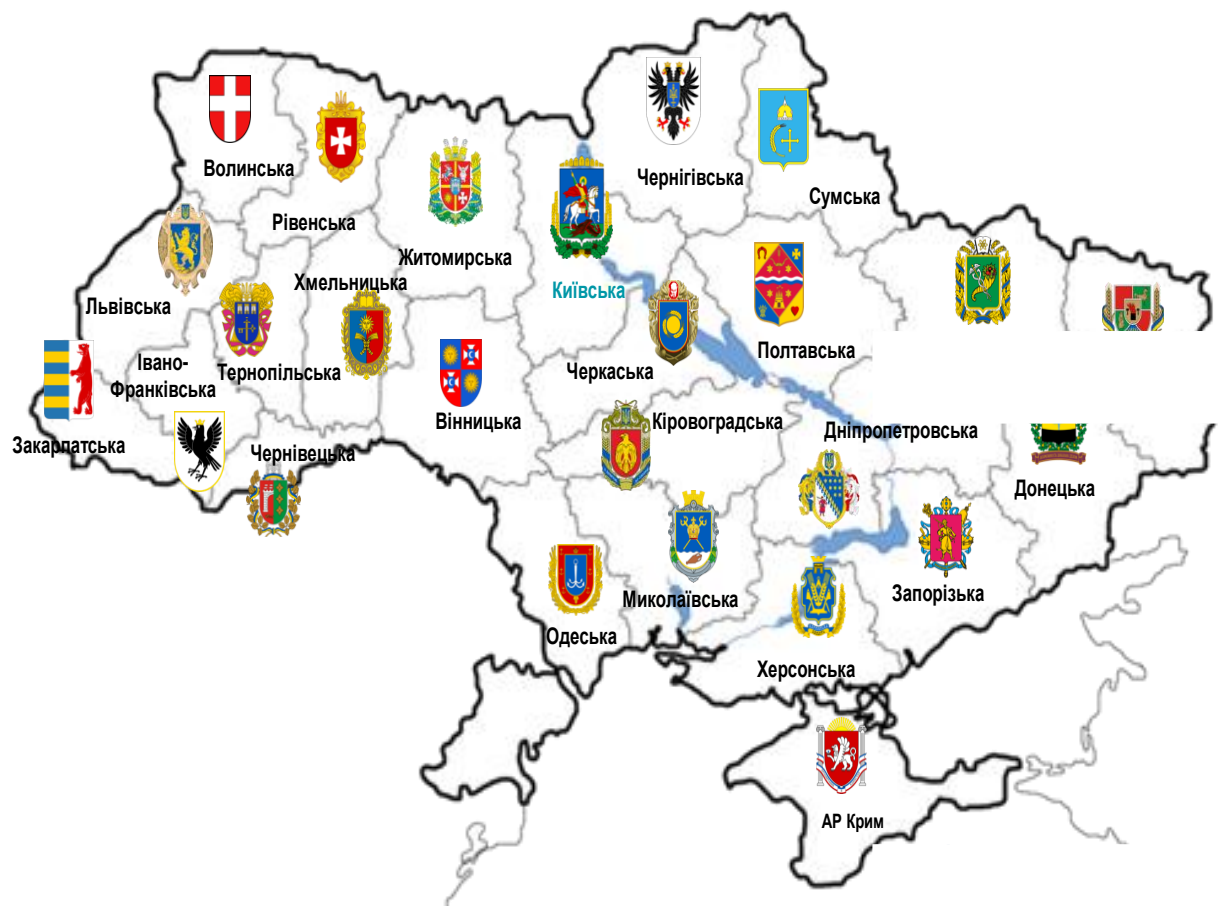 Волинська
Рівенська
Житомирська
Чернігівська
Сумська
Львівська
Хмельницька
Київська
Івано-
Франківська
Тернопільська
Вінницька
Черкаська
Полтавська
Закарпатська
Чернівецька
Кіровоградська
Дніпропетровська
Донецька
Одеська
Миколаївська
Запорізька
Херсонська
АР Крим